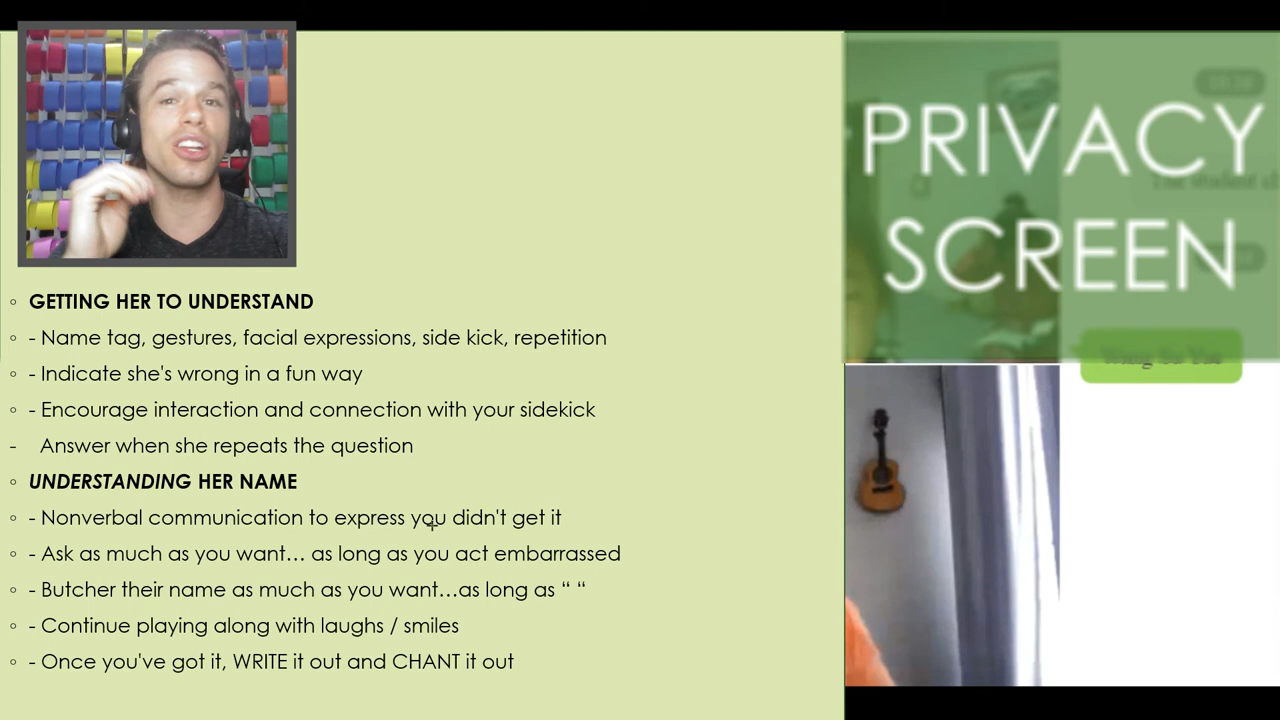 PRIVACY
SCREEN
GETTING HER TO UNDERSTAND
- Name tag, gestures, facial expressions, side kick, repetition
- Indicate she's wrong in a fun way
- Encourage interaction and connection with your sidekick
- Answer when she repeats the question
UNDERSTANDING HER NAME
- Nonverbal communication to express you didn't get it
- Ask as much as you want… as long as you act embarrassed
- Butcher their name as much as you want…as long as “ “
- Continue playing along with laughs / smiles
- Once you've got it, WRITE it out and CHANT it out